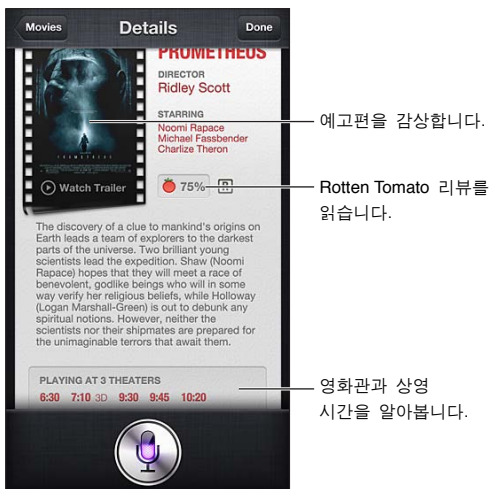 Movies
Details
Done
PROMETHEUS
DIRECTOR
Ridley Scott
STARRING
Noomi Rapace
Michael Fassbender
Charlize Theron
PROMETHEUS
Watch Trailer
75%
R
The discovery of a clue to mankind's origins on
Earth leads a team of explorers to the darkest
parts of the universe. Two brilliant young
scientists lead the expedition. Shaw (Noomi
Rapace) hopes that they will meet a race of
benevolent, godlike beings who will in some
way verify her religious beliefs, while Holloway
(Logan Marshall-Green) is out to debunk any
spiritual notions. However, neither the
scientists nor their shipmates are prepared for
the unimaginable terrors that await them.
PLAYING AT 3 THEATERS
6:30 7:10 3D 9:30 9:45 10:20
예고편을 감상합니다.
Rotten Tomato 리뷰를
읽습니다.
영화관과 상영
시간을 알아봅니다.